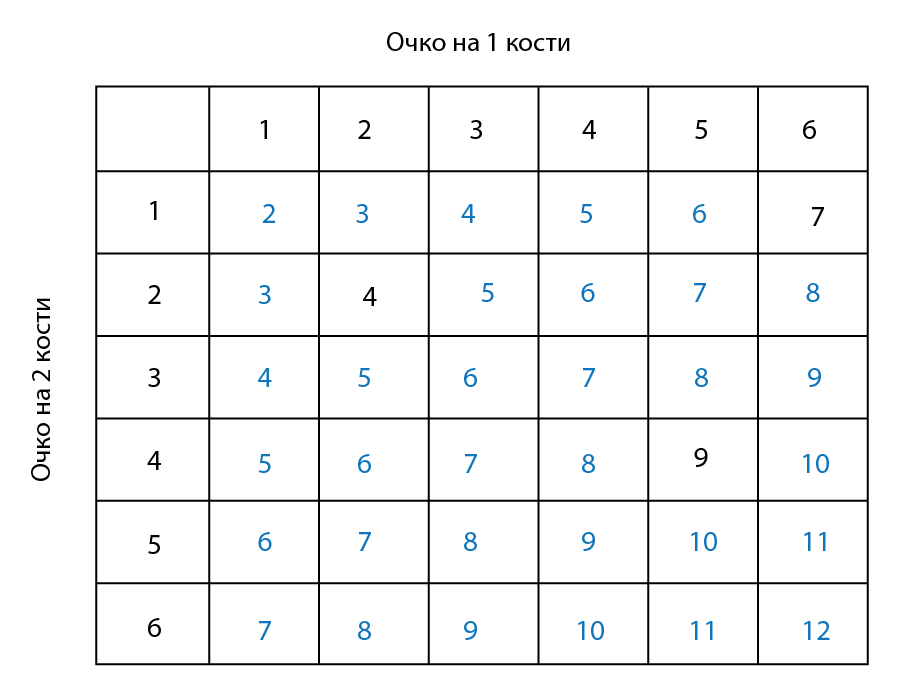 Очко на 1 кости
1 2 3 4 5 6
1 2 3 4 5 6 7
2 3 4 5 6 7 8
3 4 5 6 7 8 9
4 5 6 7 8 9 10
5 6 7 8 9 10 11
6 7 8 9 10 11 12
Очко на 2 кости